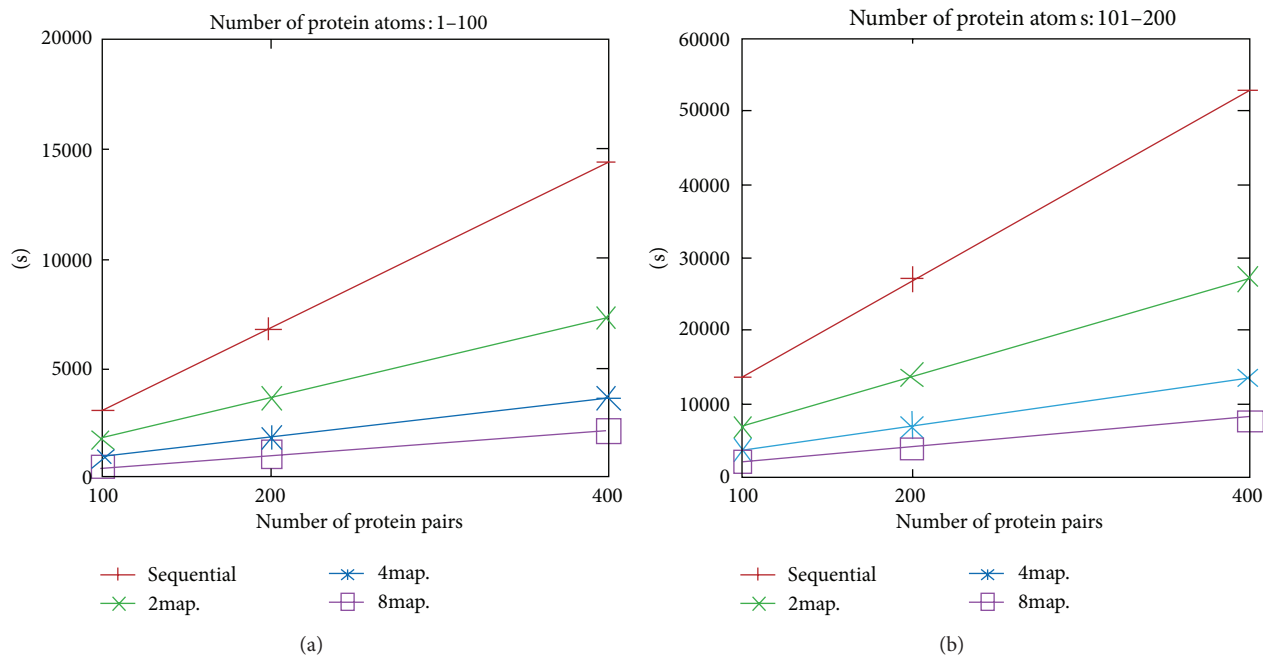 Number of protein atoms: 1–100
20000
15000
10000
5000
0
(s)
100
200
400
Number of protein pairs
Sequential
2map.
4map.
8map.
(a)
Number of protein atom s: 101–200
60000
50000
40000
30000
20000
10000
0
(s)
100
200
400
Number of protein pairs
Sequential
2map.
4map.
8map.
(b)